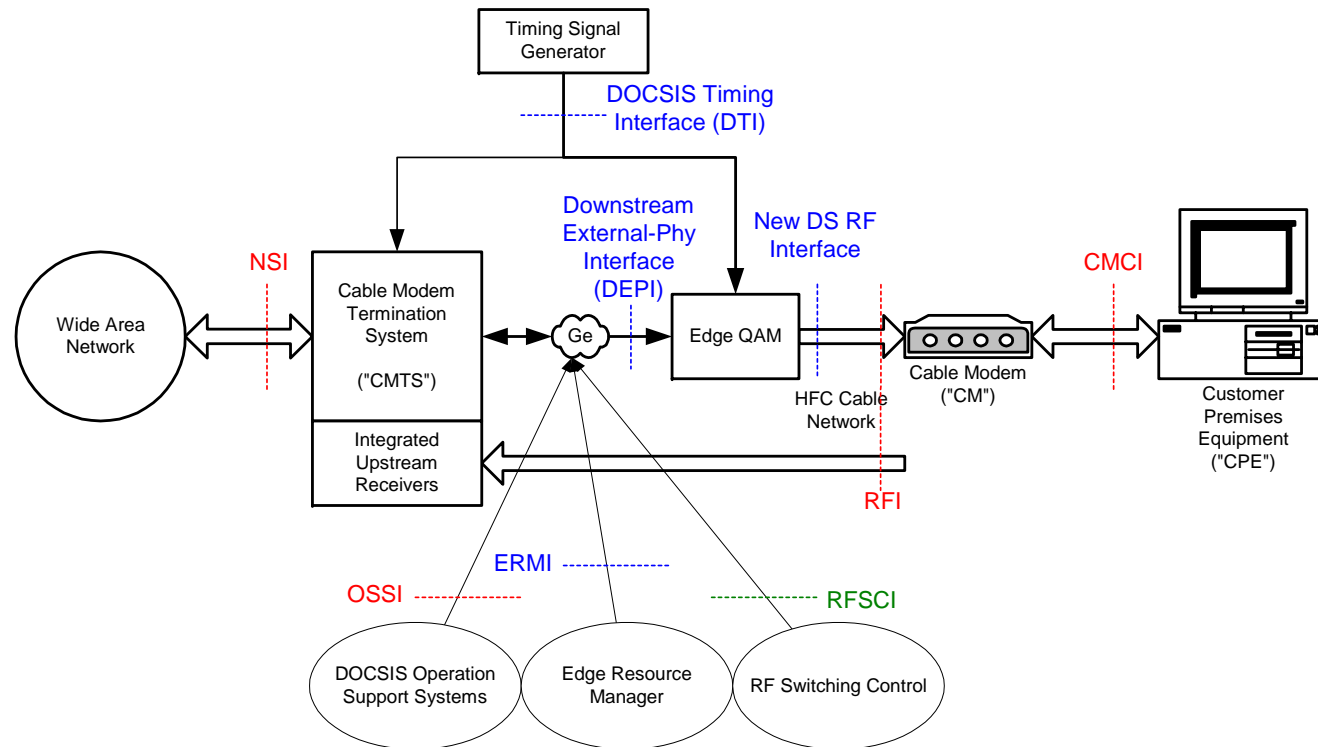 Timing Signal
Generator
DOCSIS Timing
Interface (DTI)
Downstream
External-Phy
Interface
(DEPI)
New DS RF
Interface
NSI
CMCI
Wide Area
Network
Cable Modem
Termination
System
("CMTS")
Ge
Edge QAM
Cable Modem
("CM")
HFC Cable
Network
Customer
Premises
Equipment
("CPE")
Integrated
Upstream
Receivers
RFI
ERMI
OSSI
RFSCI
DOCSIS Operation
Support Systems
Edge Resource
Manager
RF Switching Control